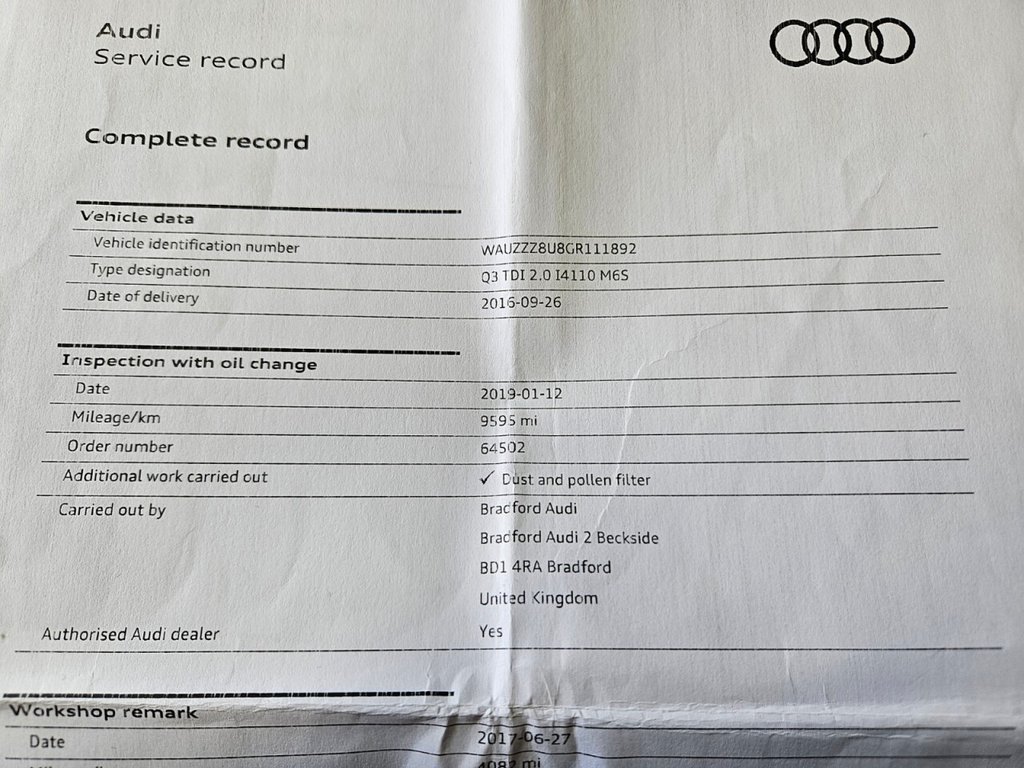 Audi
Service record
Complete record
Vehicle data
Vehicle identification number WAUZZZ8U8GR111892
Type designation Q3 TDI 2.0 I4110 M6S
Date of delivery 2016-09-26
Inspection with oil change
Date 2019-01-12
Mileage/km 9595 mi
Order number 64502
Additional work carried out ✓ Dust and pollen filter
Carried out by Bradford Audi
Bradford Audi 2 Beckside
BD1 4RA Bradford
United Kingdom
Authorised Audi dealer Yes
Workshop remark
Date 2017-06-27
4082 mi